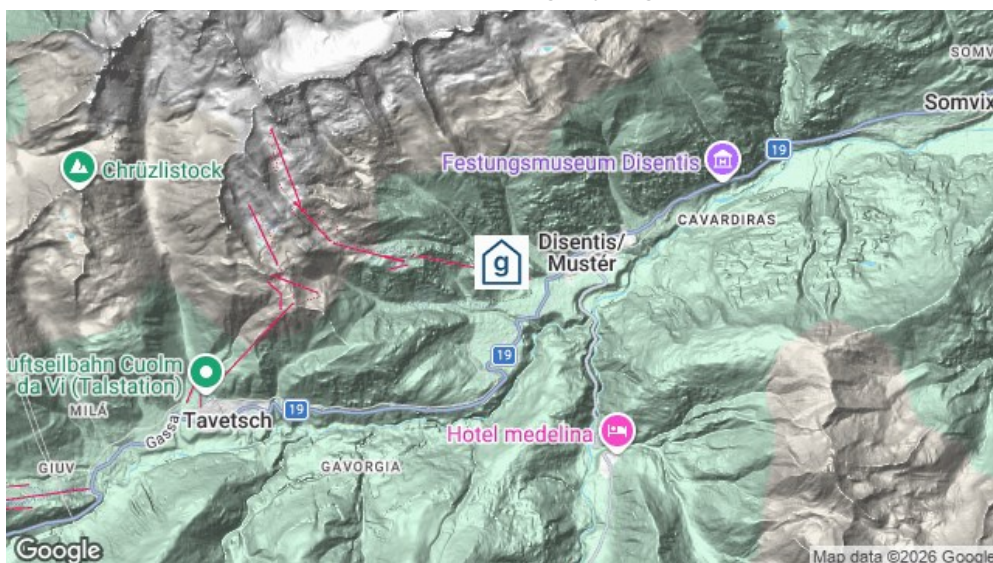 SOMV
Somvix
19
Festungsmuseum Disentis
Chrüzlistock
CAVARDIRAS
Disentis/
Mustér
g
19
uftseilbahn Cuolm
da Vi (Talstation)
MILÀ
Gassa
Tavetsch
19
Hotel medelina
GIUV
GAVORGIA
Google
Map data ©2026 Google